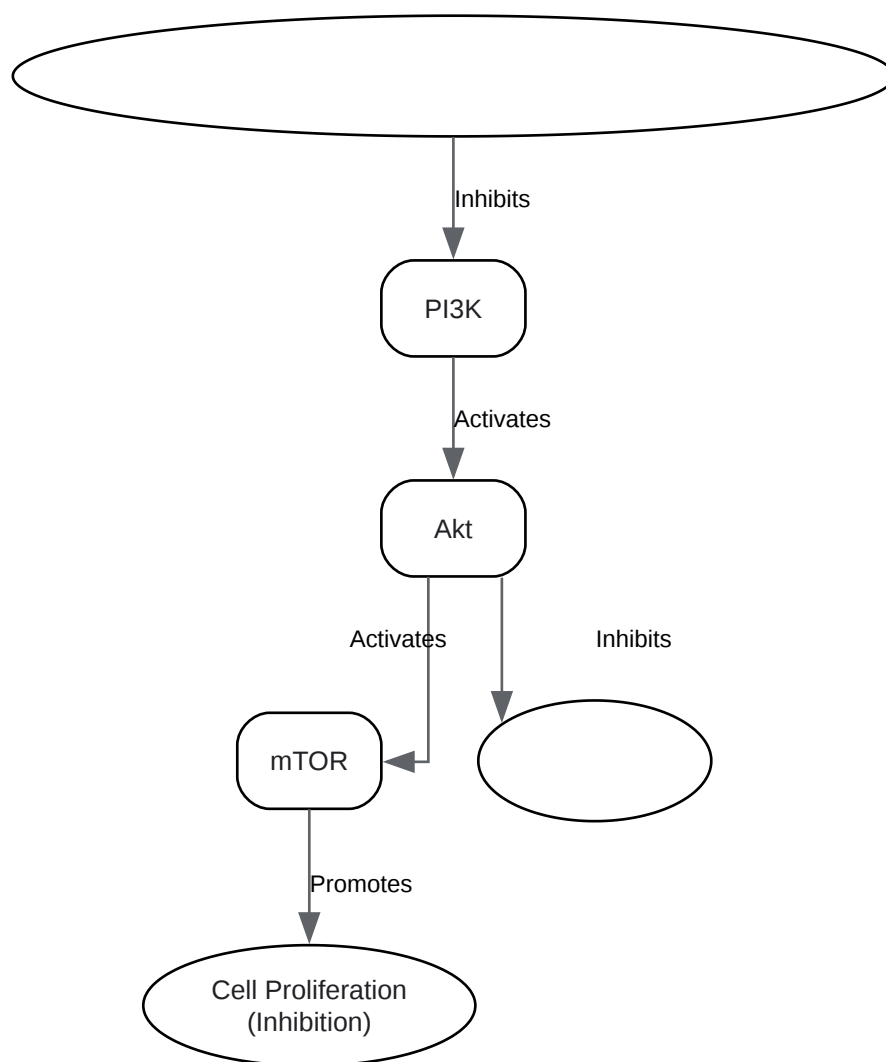 Inhibits
PI3K
Activates
Akt
Activates
Inhibits
mTOR
Promotes
Cell Proliferation
(Inhibition)